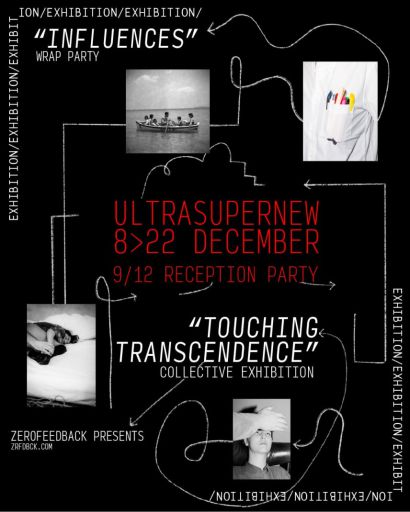 ION/EXHIBITION/EXHIBITION/
EXHIBITION/EXHIBITION/EXHIBIT
“INFLUENCES”
WRAP PARTY
ULTRASUPERNEW
8>22 DECEMBER
9/12 RECEPTION PARTY
“TOUCHING
TRANSCENDENCE”
COLLECTIVE EXHIBITION
EXHIBITION/EXHIBITION/EXHIBIT
ZEROFEEDBACK PRESENTS
ZRFDBCK.COM
ION/EXHIBITION/EXHIBITION/